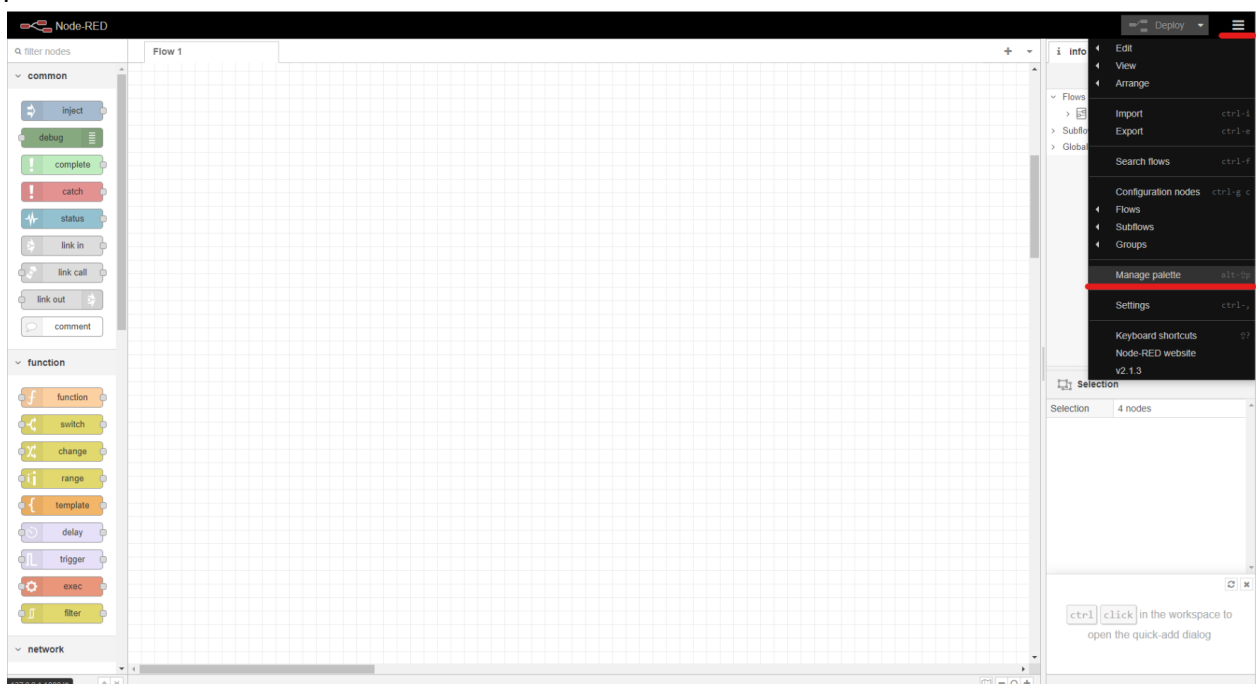 Node-RED
Deploy
filter nodes
Flow 1
info
common
inject
debug
complete
catch
status
link in
link call
link out
comment
function
function
switch
change
range
template
delay
trigger
exec
filter
network
Flows
Subflo
Global
Edit
View
Arrange
Import ctrl-i
Export ctrl-e
Search flows ctrl-f
Configuration nodes ctrl-g c
Flows
Subflows
Groups
Manage palette alt-⇧p
Settings ctrl-,
Keyboard shortcuts ⇧?
Node-RED website
v2.1.3
Selection
Selection 4 nodes
ctrl click in the workspace to
open the quick-add dialog